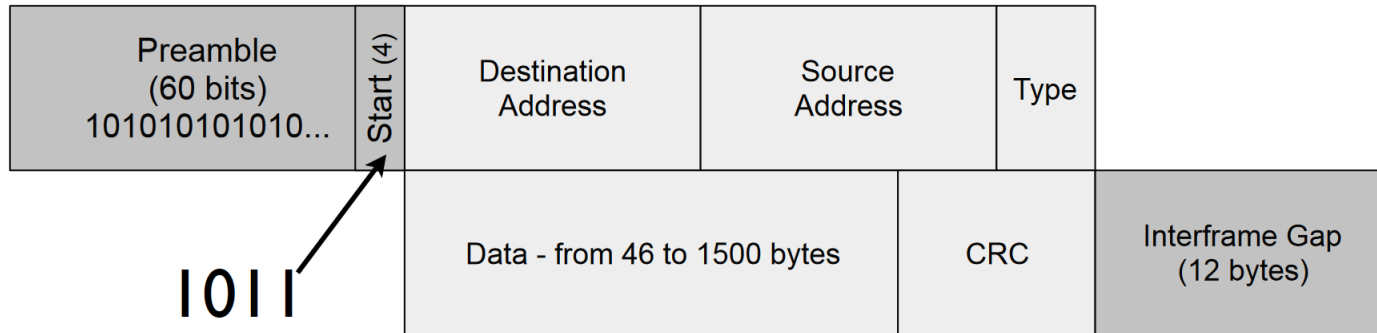 Preamble
(60 bits)
101010101010...
Start (4)
Destination
Address
Source
Address
Type
1011
Data - from 46 to 1500 bytes
CRC
Interframe Gap
(12 bytes)